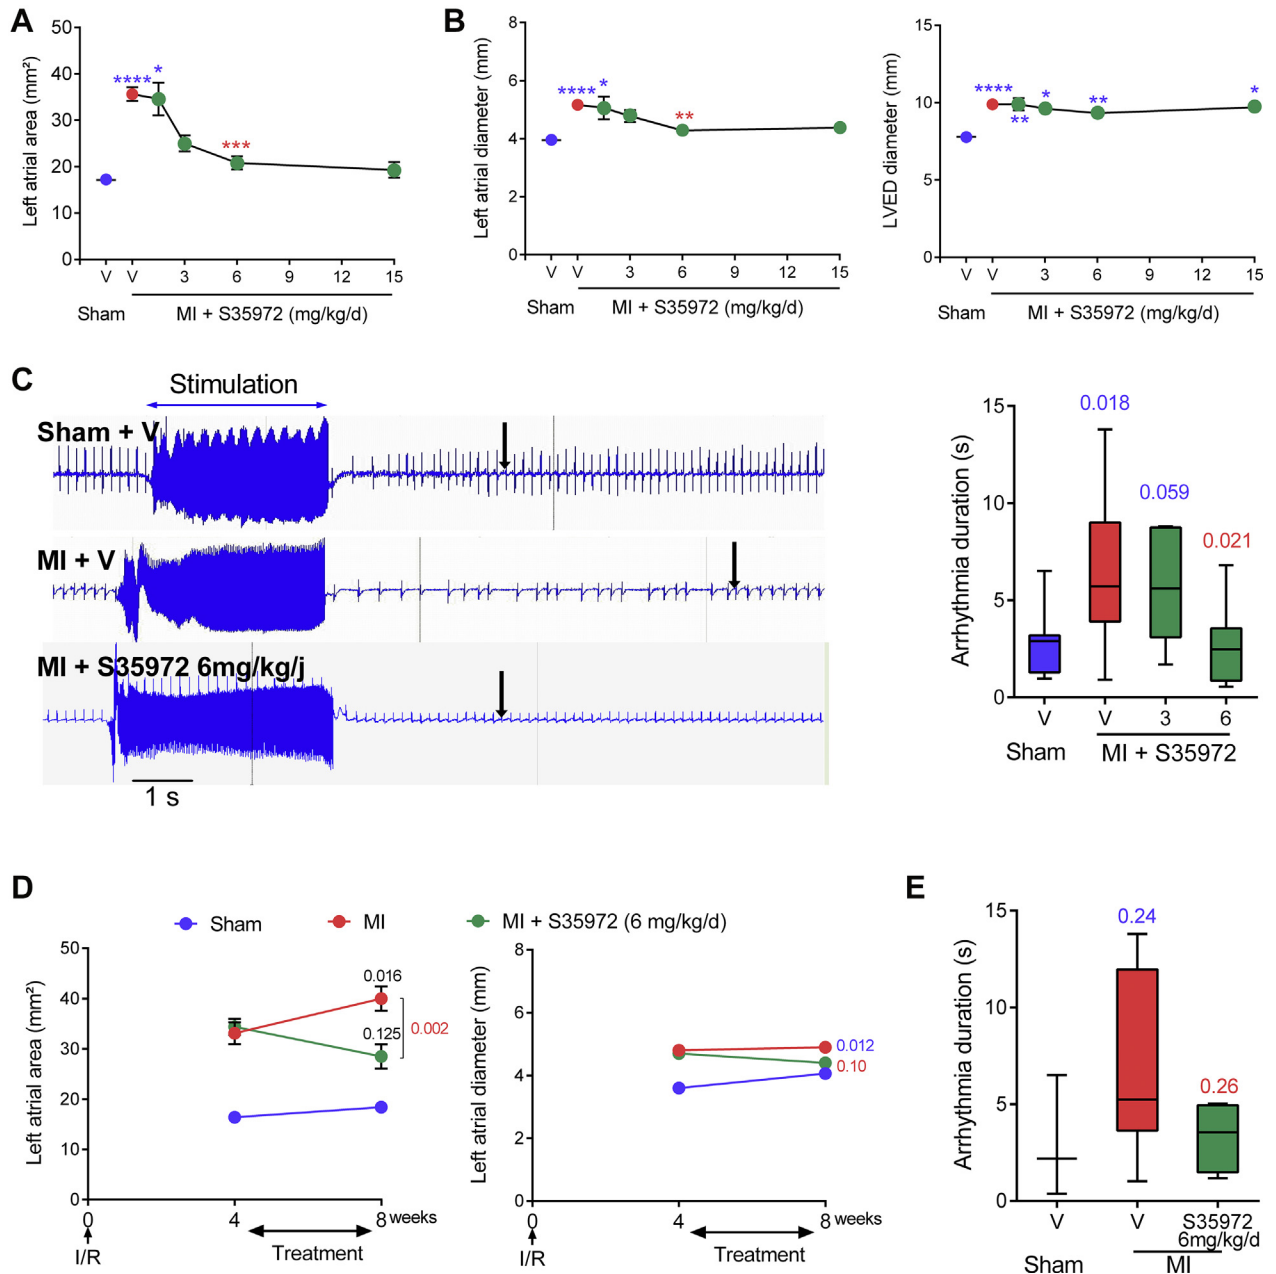 A
50
40
30
20
10
0
Left atrial area (mm²)
****
*
***
V V 3 6 9 12 15
Sham
MI + S35972 (mg/kg/d)
B
8
6
4
2
0
Left atrial diameter (mm)
****
*
**
V V 3 6 9 12 15
Sham
MI + S35972 (mg/kg/d)
15
10
5
0
LVED diameter (mm)
****
**
*
**
*
V V 3 6 9 12 15
Sham
MI + S35972 (mg/kg/d)
C
Stimulation
Sham + V
MI + V
MI + S35972 6mg/kg/j
1 s
15
10
5
0
Arrhythmia duration (s)
0.018
0.059
0.021
V V 3 6
Sham
MI + S35972
D
Sham
MI
MI + S35972 (6 mg/kg/d)
50
40
30
20
10
0
Left atrial area (mm²)
0.016
0.125
0.002
0 4 8 weeks
I/R
Treatment
8
6
4
2
0
Left atrial diameter (mm)
0.012
0.10
0 4 8 weeks
I/R
Treatment
E
15
10
5
0
Arrhythmia duration (s)
0.24
0.26
V V S35972
6mg/kg/d
Sham
MI